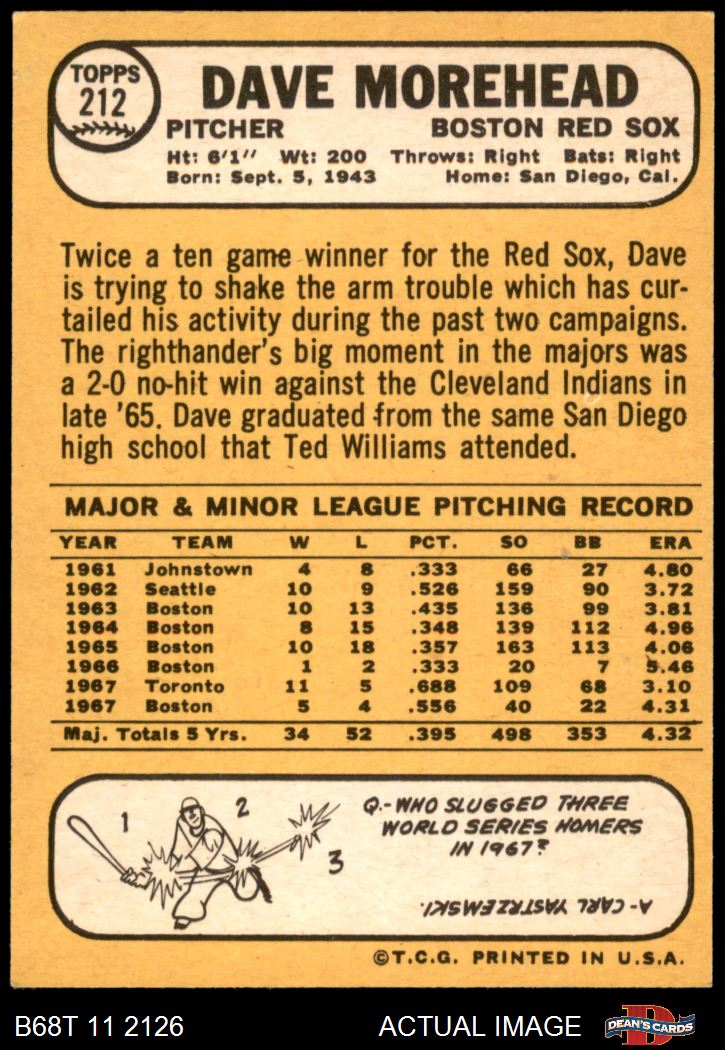 TOPPS
212
DAVE MOREHEAD
PITCHER BOSTON RED SOX
Ht: 6'1" Wt: 200 Throws: Right Bats: Right
Born: Sept. 5, 1943 Home: San Diego, Cal.
Twice a ten game winner for the Red Sox, Dave
is trying to shake the arm trouble which has cur-
tailed his activity during the past two campaigns.
The righthander's big moment in the majors was
a 2-0 no-hit win against the Cleveland Indians in
late '65. Dave graduated from the same San Diego
high school that Ted Williams attended.
MAJOR & MINOR LEAGUE PITCHING RECORD
YEAR TEAM W L PCT. SO BB ERA
1961 Johnstown 4 8 .333 66 27 4.80
1962 Seattle 10 9 .526 159 90 3.72
1963 Boston 10 13 .435 136 99 3.81
1964 Boston 8 15 .348 139 112 4.96
1965 Boston 10 18 .357 163 113 4.06
1966 Boston 1 2 .333 20 7 5.46
1967 Toronto 11 5 .688 109 68 3.10
1967 Boston 5 4 .556 40 22 4.31
Maj. Totals 5 Yrs. 34 52 .395 498 353 4.32
1 2 3
Q.-WHO SLUGGED THREE
WORLD SERIES HOMERS
IN 1967?
A-CARL YASTRZEMSKI.
©T.C.G. PRINTED IN U.S.A.
B68T 11 2126 ACTUAL IMAGE
D
DEAN'S CARDS